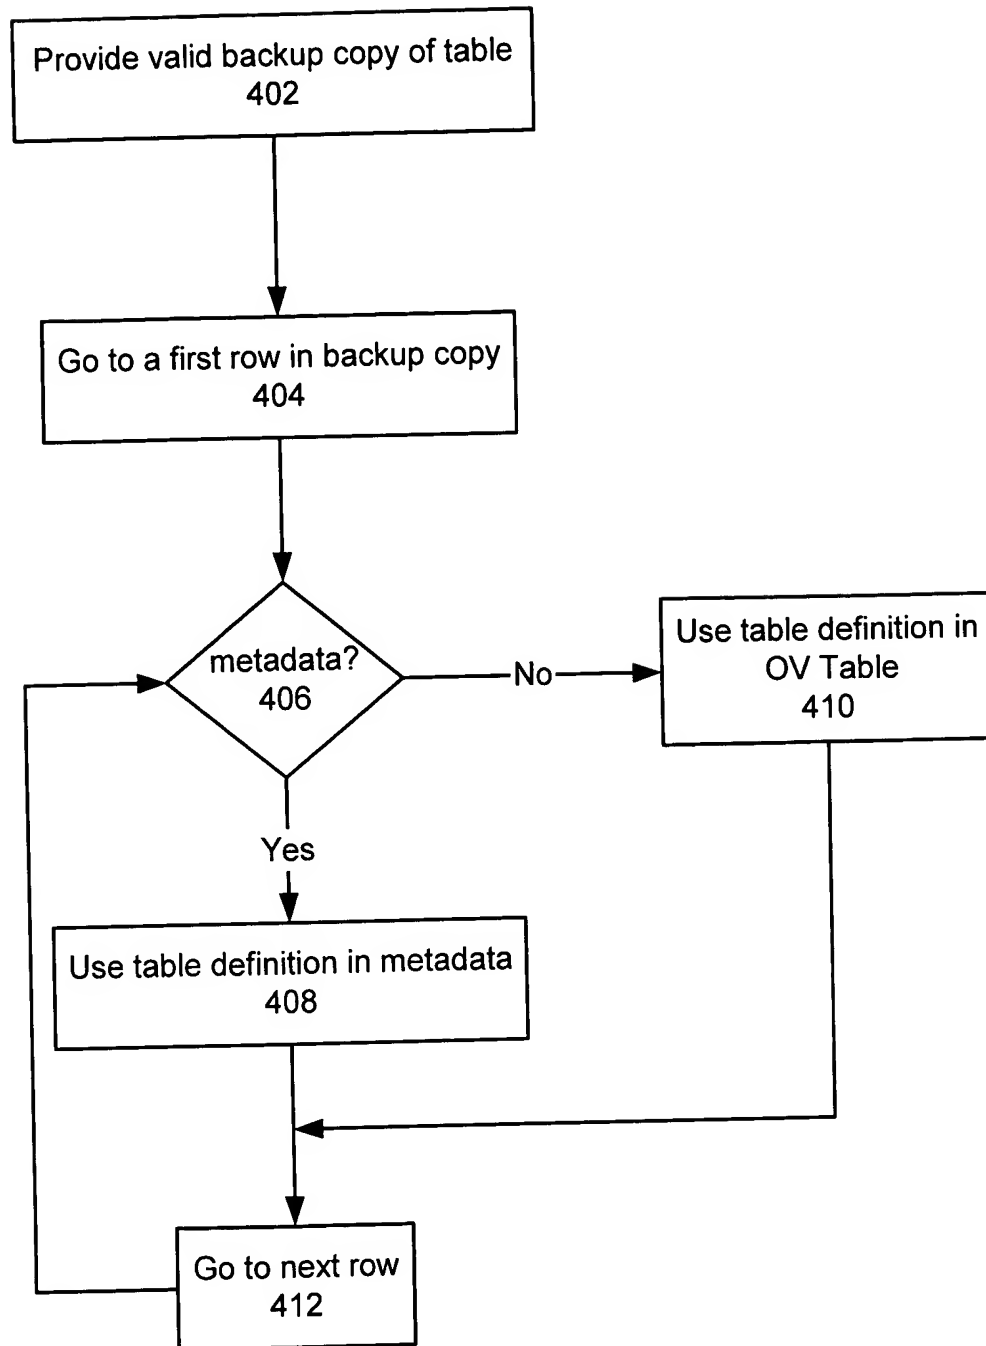 Provide valid backup copy of table
402
Go to a first row in backup copy
404
metadata?
406
No
Use table definition in
OV Table
410
Yes
Use table definition in metadata
408
Go to next row
412